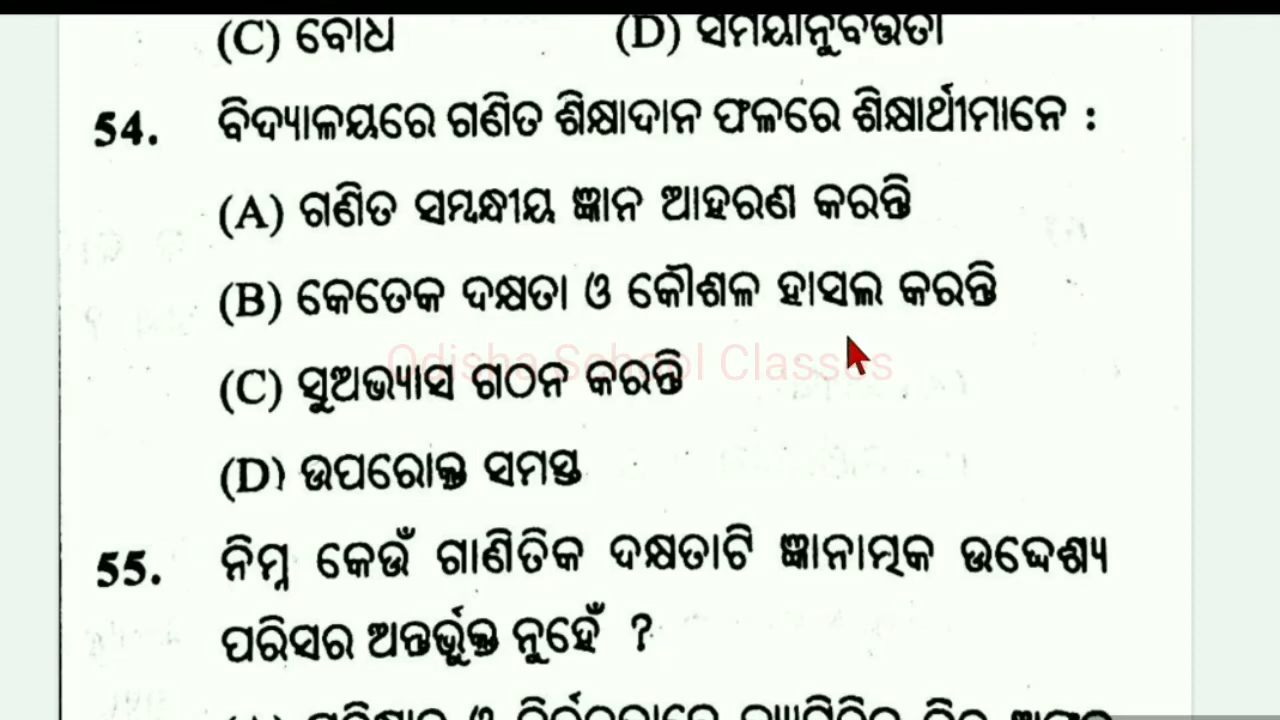 (C) ବୋଧ (D) ସମୟାନୁବର୍ତ୍ତିତା
54. ବିଦ୍ୟାଳୟରେ ଗଣିତ ଶିକ୍ଷାଦାନ ଫଳରେ ଶିକ୍ଷାର୍ଥୀମାନେ :
(A) ଗଣିତ ସମ୍ବନ୍ଧୀୟ ଜ୍ଞାନ ଆହରଣ କରନ୍ତି
(B) କେତେକ ଦକ୍ଷତା ଓ କୌଶଳ ହାସଲ କରନ୍ତି
Odisha School Classes
(C) ସୁଅଭ୍ୟାସ ଗଠନ କରନ୍ତି
(D) ଉପରୋକ୍ତ ସମସ୍ତ
55. ନିମ୍ନ କେଉଁ ଗାଣିତିକ ଦକ୍ଷତାଟି ଜ୍ଞାନାତ୍ମକ ଉଦ୍ଦେଶ୍ୟ
ପରିସର ଅନ୍ତର୍ଭୁକ୍ତ ନୁହେଁ ?